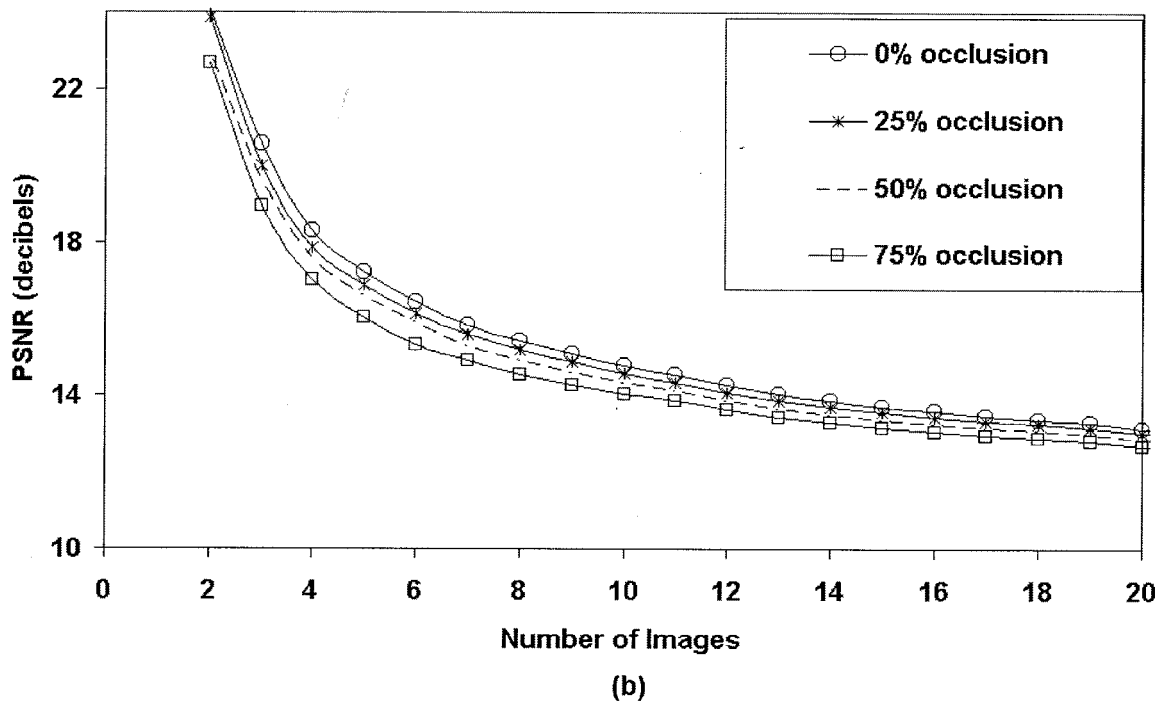 22
18
14
10
PSNR (decibels)
0% occlusion
25% occlusion
50% occlusion
75% occlusion
0 2 4 6 8 10 12 14 16 18 20
Number of Images
(b)